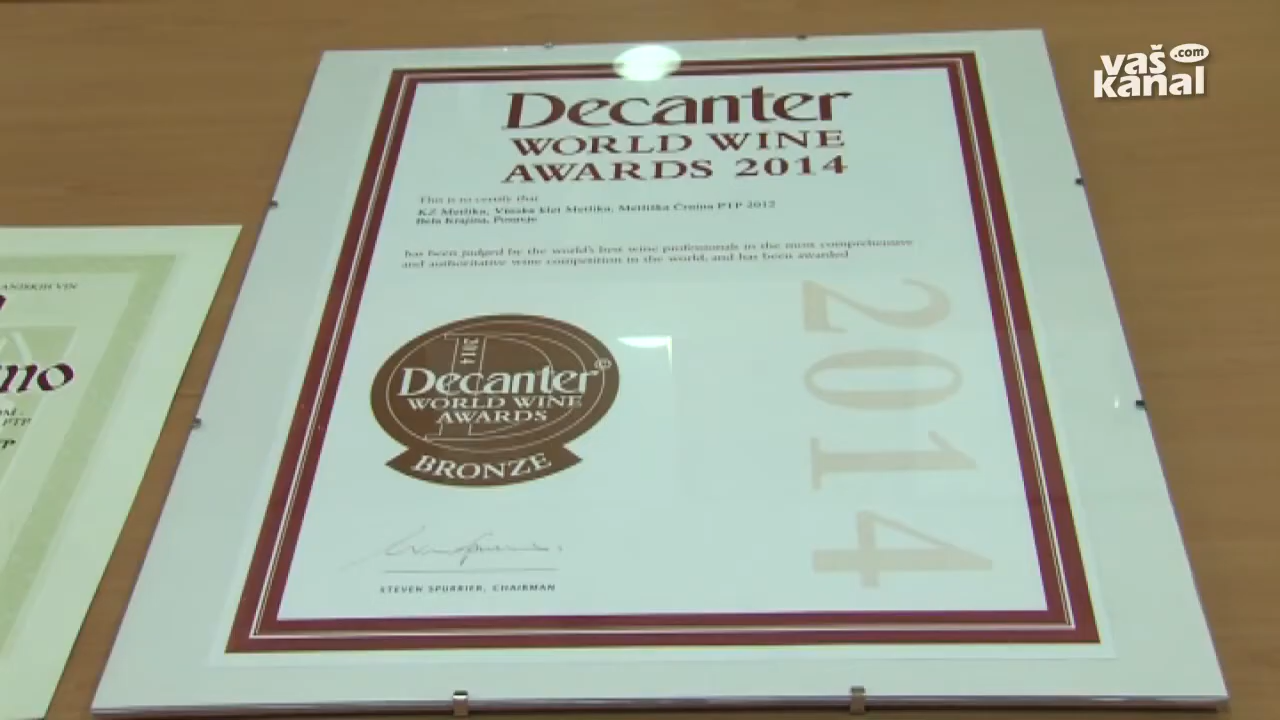 vaš .com
kanal
Decanter
WORLD WINE
AWARDS 2014
This is to certify that
KZ Metlika, Vinska klet Metlika, Metliška Črnina PTP 2012
Bela Krajina, Posavje
has been judged by the world's best wine professionals in the most comprehensive
and authoritative wine competition in the world, and has been awarded
2014
2014
Decanter©
WORLD WINE
AWARDS
BRONZE
STEVEN SPURRIER, CHAIRMAN
VIN
PTP